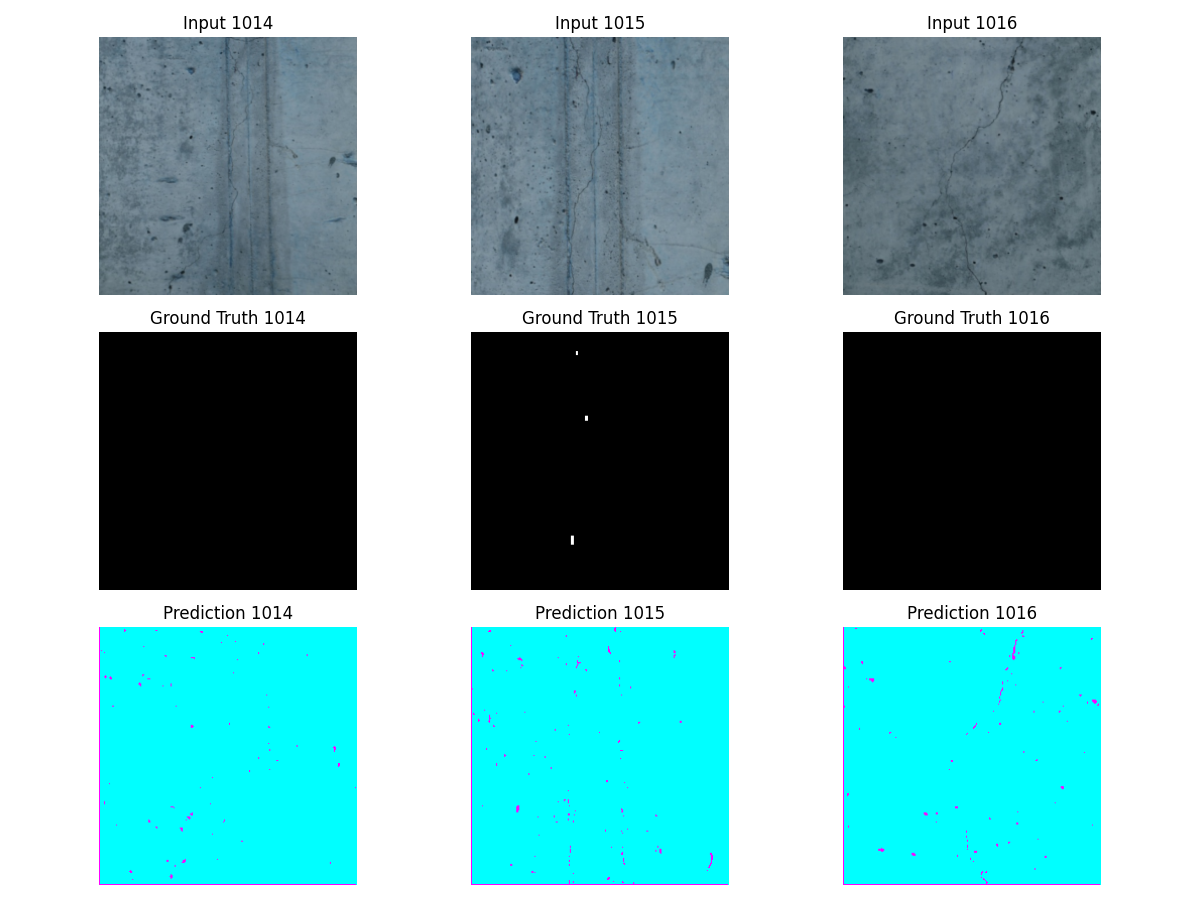 Input 1014
Input 1015
Input 1016
Ground Truth 1014
Ground Truth 1015
Ground Truth 1016
Prediction 1014
Prediction 1015
Prediction 1016